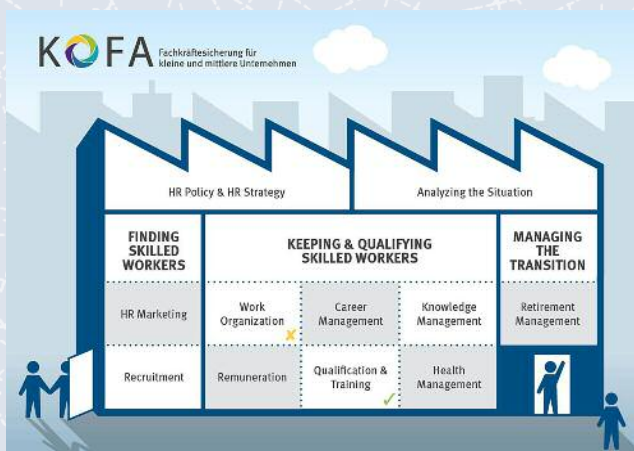 KOFA
Fachkräftesicherung für
kleine und mittlere Unternehmen
HR Policy & HR Strategy
Analyzing the Situation
FINDING
SKILLED
WORKERS
KEEPING & QUALIFYING
SKILLED WORKERS
MANAGING
THE
TRANSITION
HR Marketing
Work
Organization
Career
Management
Knowledge
Management
Retirement
Management
Recruitment
Remuneration
Qualification &
Training
Health
Management